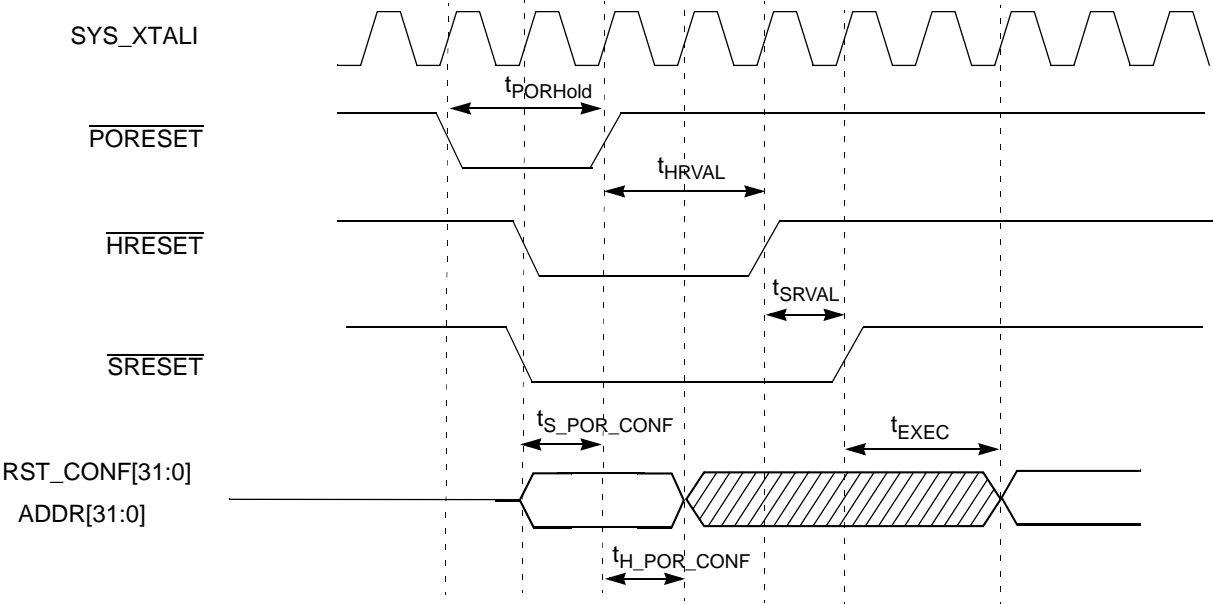 SYS_XTALI
tPORHold
PORESET
tHRVAL
HRESET
tSRVAL
SRESET
tS_POR_CONF
tEXEC
RST_CONF[31:0]
ADDR[31:0]
tH_POR_CONF